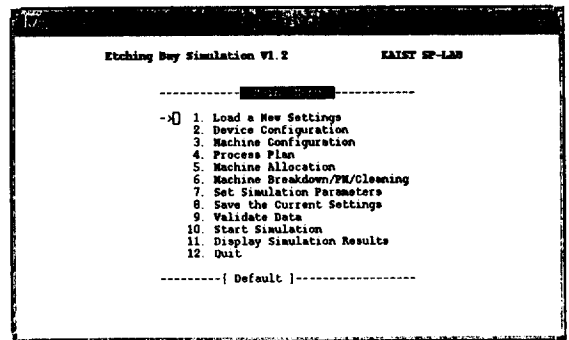 Etching Bay Simulation V1.2 KAIST SP-LAB
->
1. Load a New Settings
2. Device Configuration
3. Machine Configuration
4. Process Plan
5. Machine Allocation
6. Machine Breakdown/PM/Cleaning
7. Set Simulation Parameters
8. Save the Current Settings
9. Validate Data
10. Start Simulation
11. Display Simulation Results
12. Quit
---------[ Default ]------------------